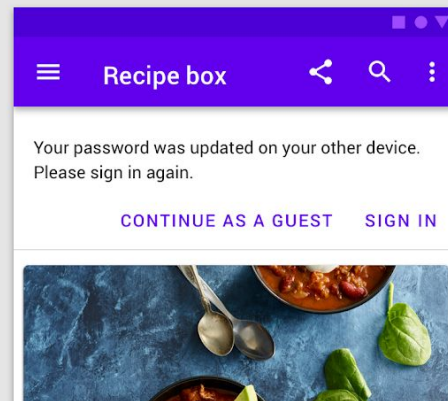 Recipe box
Your password was updated on your other device.
Please sign in again.
CONTINUE AS A GUEST SIGN IN